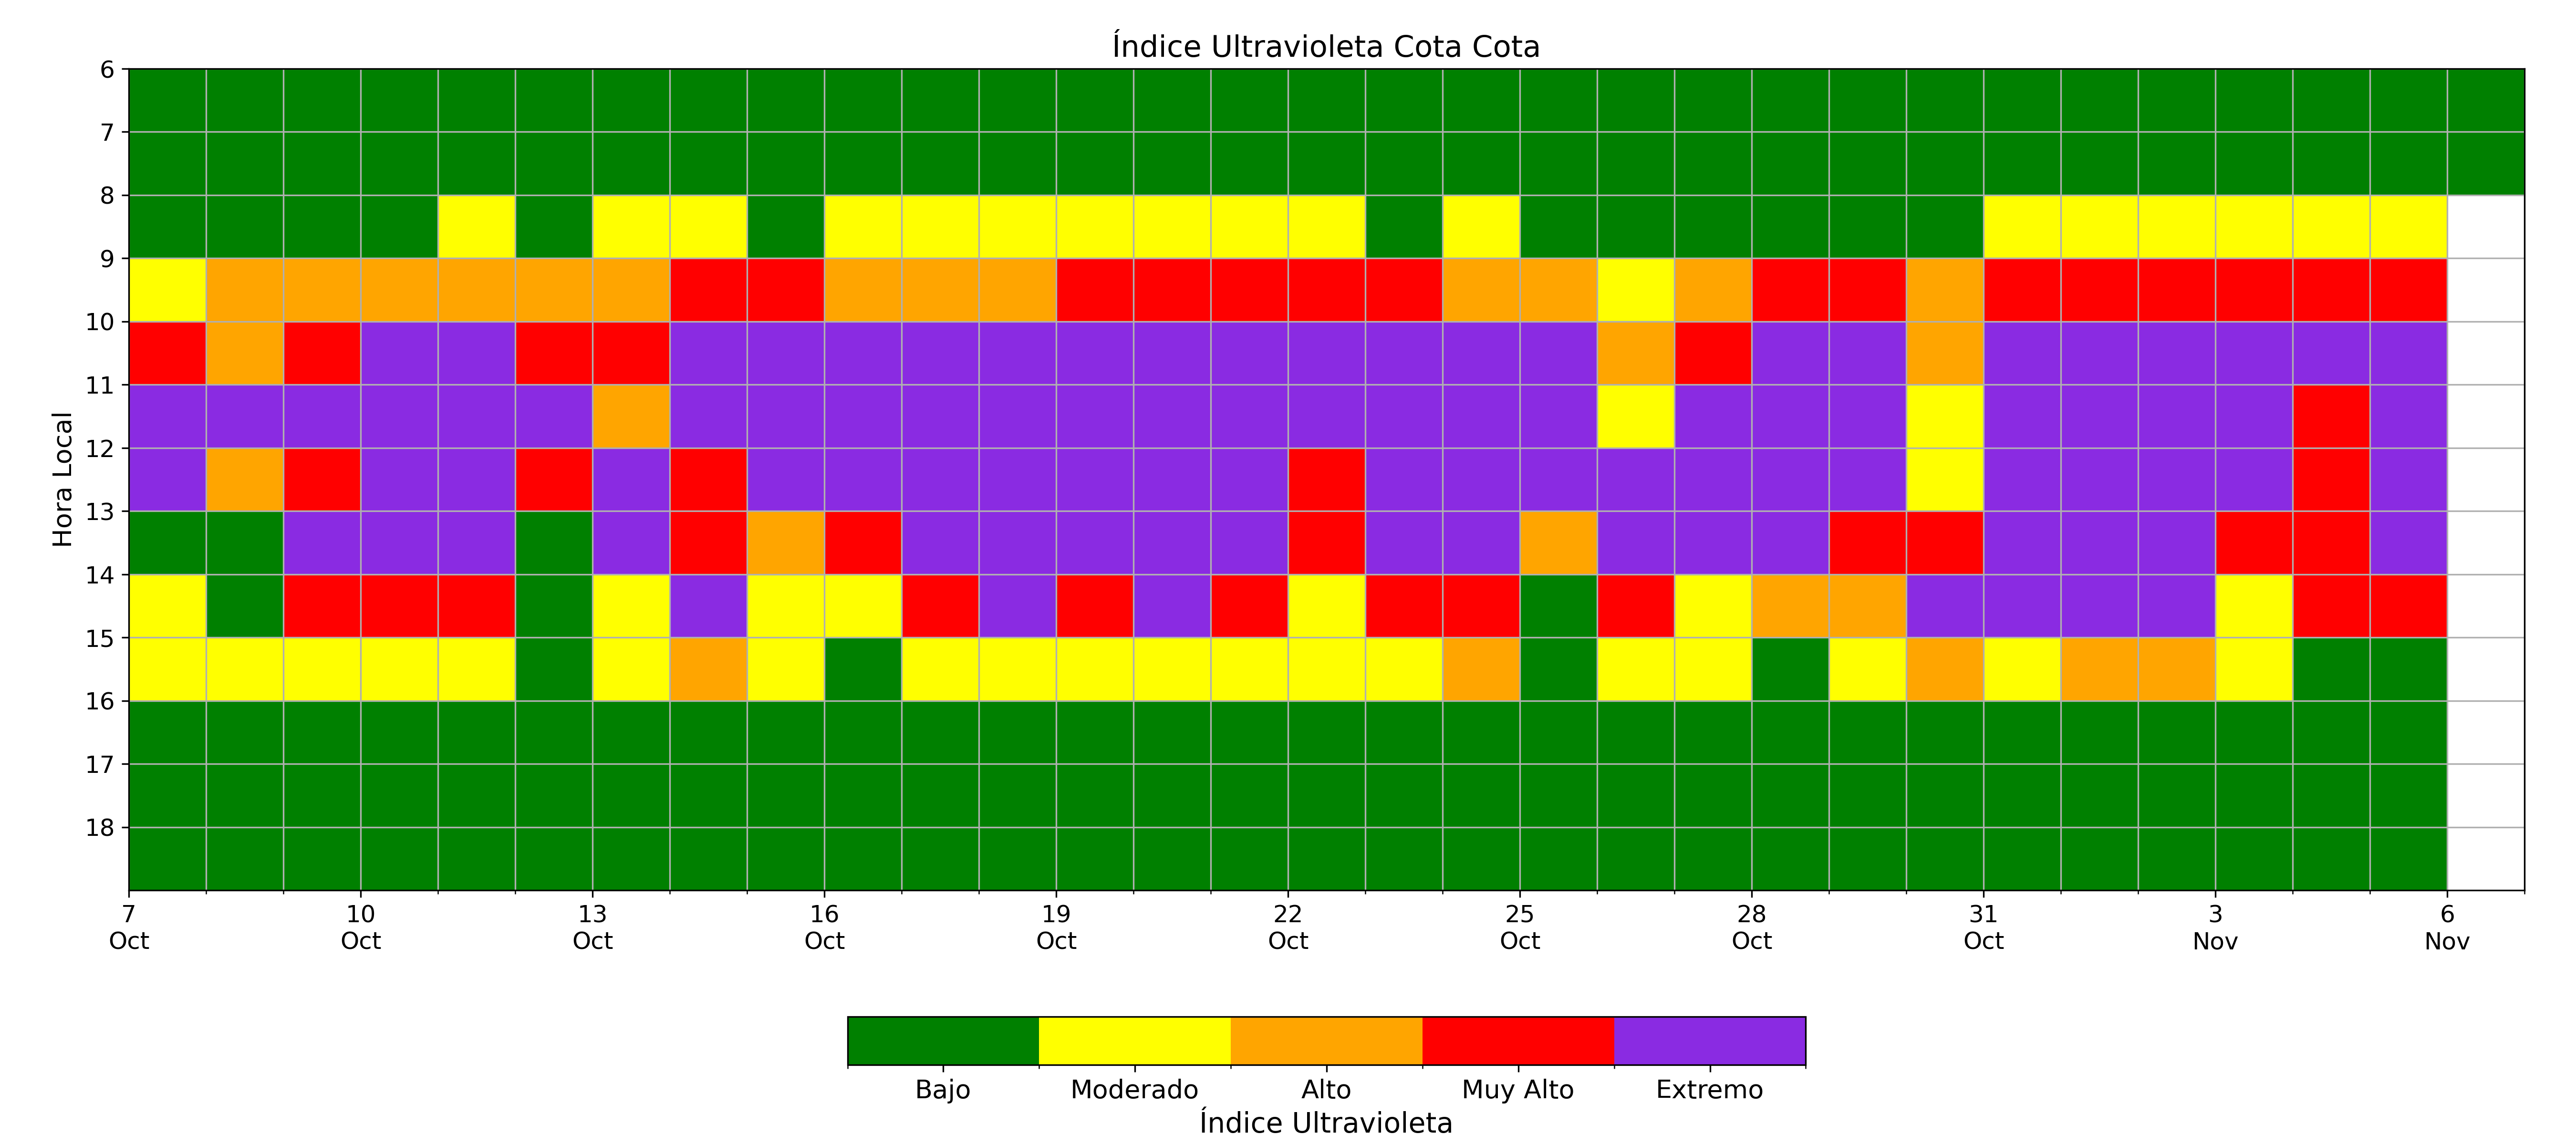 Índice Ultravioleta Cota Cota
Hora Local
6
7
8
9
10
11
12
13
14
15
16
17
18
7 10 13 16 19 22 25 28 31 3 6
Oct Oct Oct Oct Oct Oct Oct Oct Oct Nov Nov
Bajo Moderado Alto Muy Alto Extremo
Índice Ultravioleta